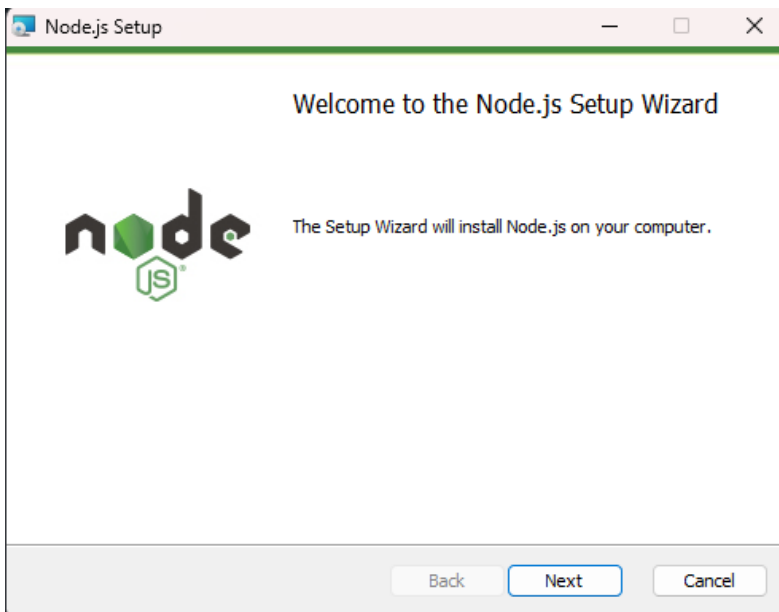 Node.js Setup
Welcome to the Node.js Setup Wizard
node
JS®
The Setup Wizard will install Node.js on your computer.
Back
Next
Cancel